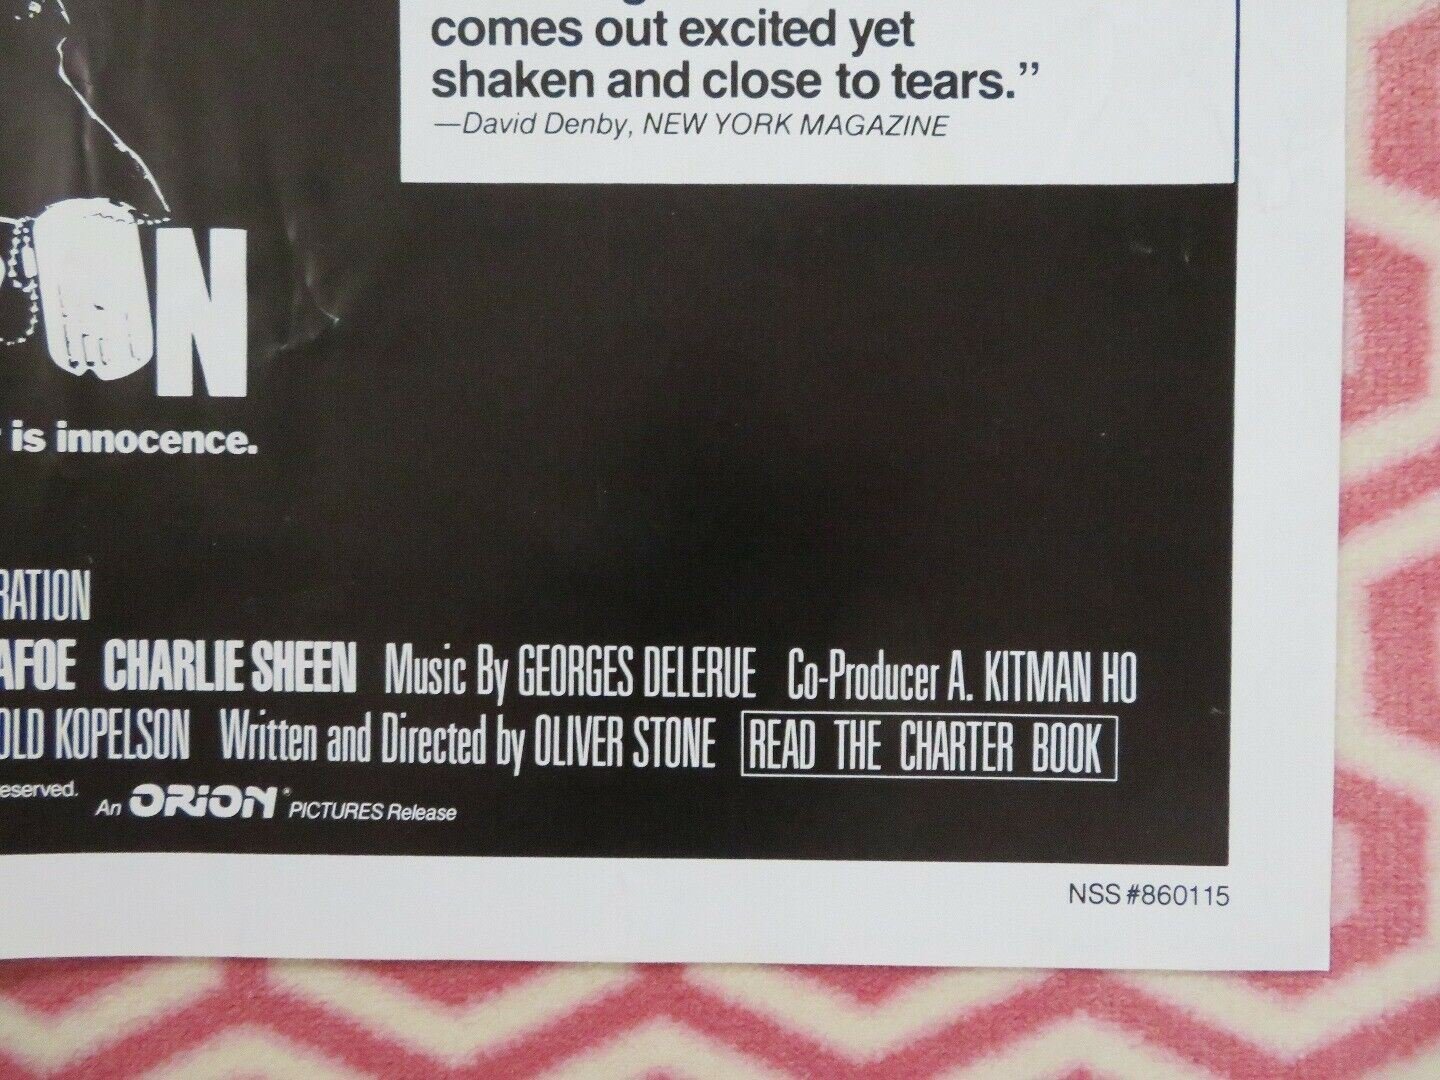 comes out excited yet
shaken and close to tears.”
—David Denby, NEW YORK MAGAZINE
ON
is innocence.
RATION
AFOE CHARLIE SHEEN Music By GEORGES DELERUE Co-Producer A. KITMAN HO
OLD KOPELSON Written and Directed by OLIVER STONE READ THE CHARTER BOOK
eserved. An ORION® PICTURES Release
NSS #860115